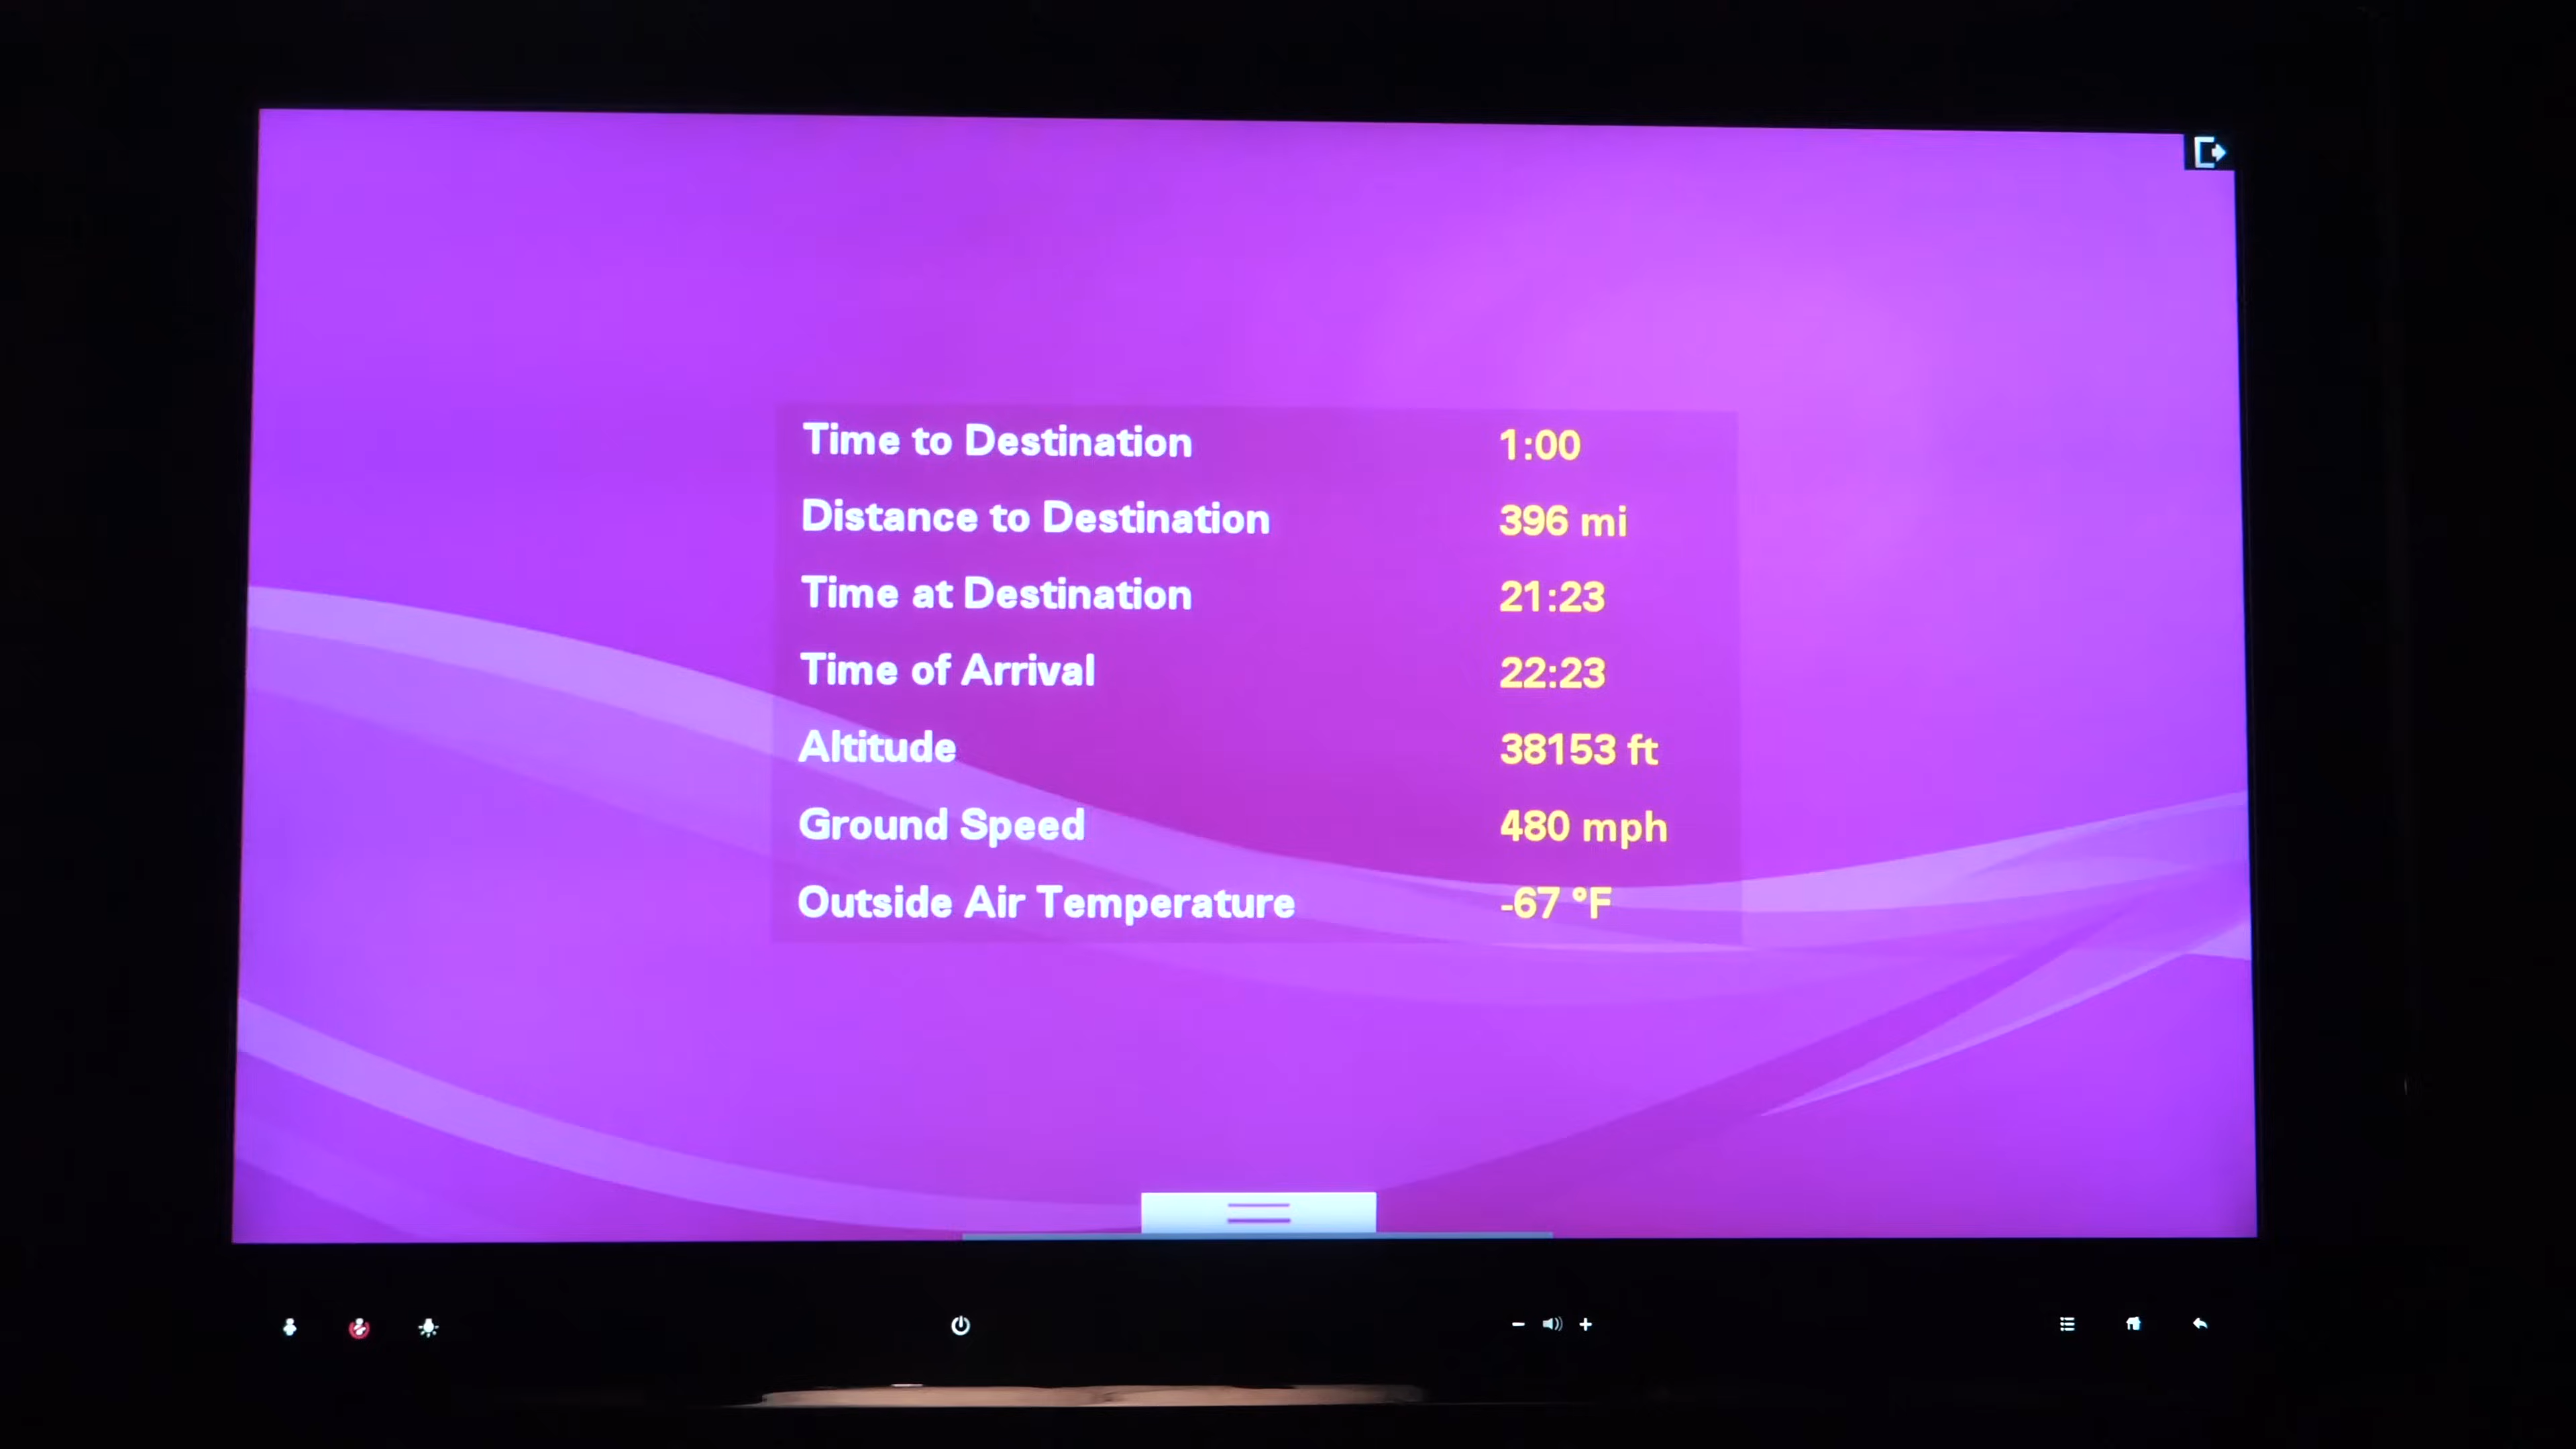 Time to Destination 1:00
Distance to Destination 396 mi
Time at Destination 21:23
Time of Arrival 22:23
Altitude 38153 ft
Ground Speed 480 mph
Outside Air Temperature -67 °F